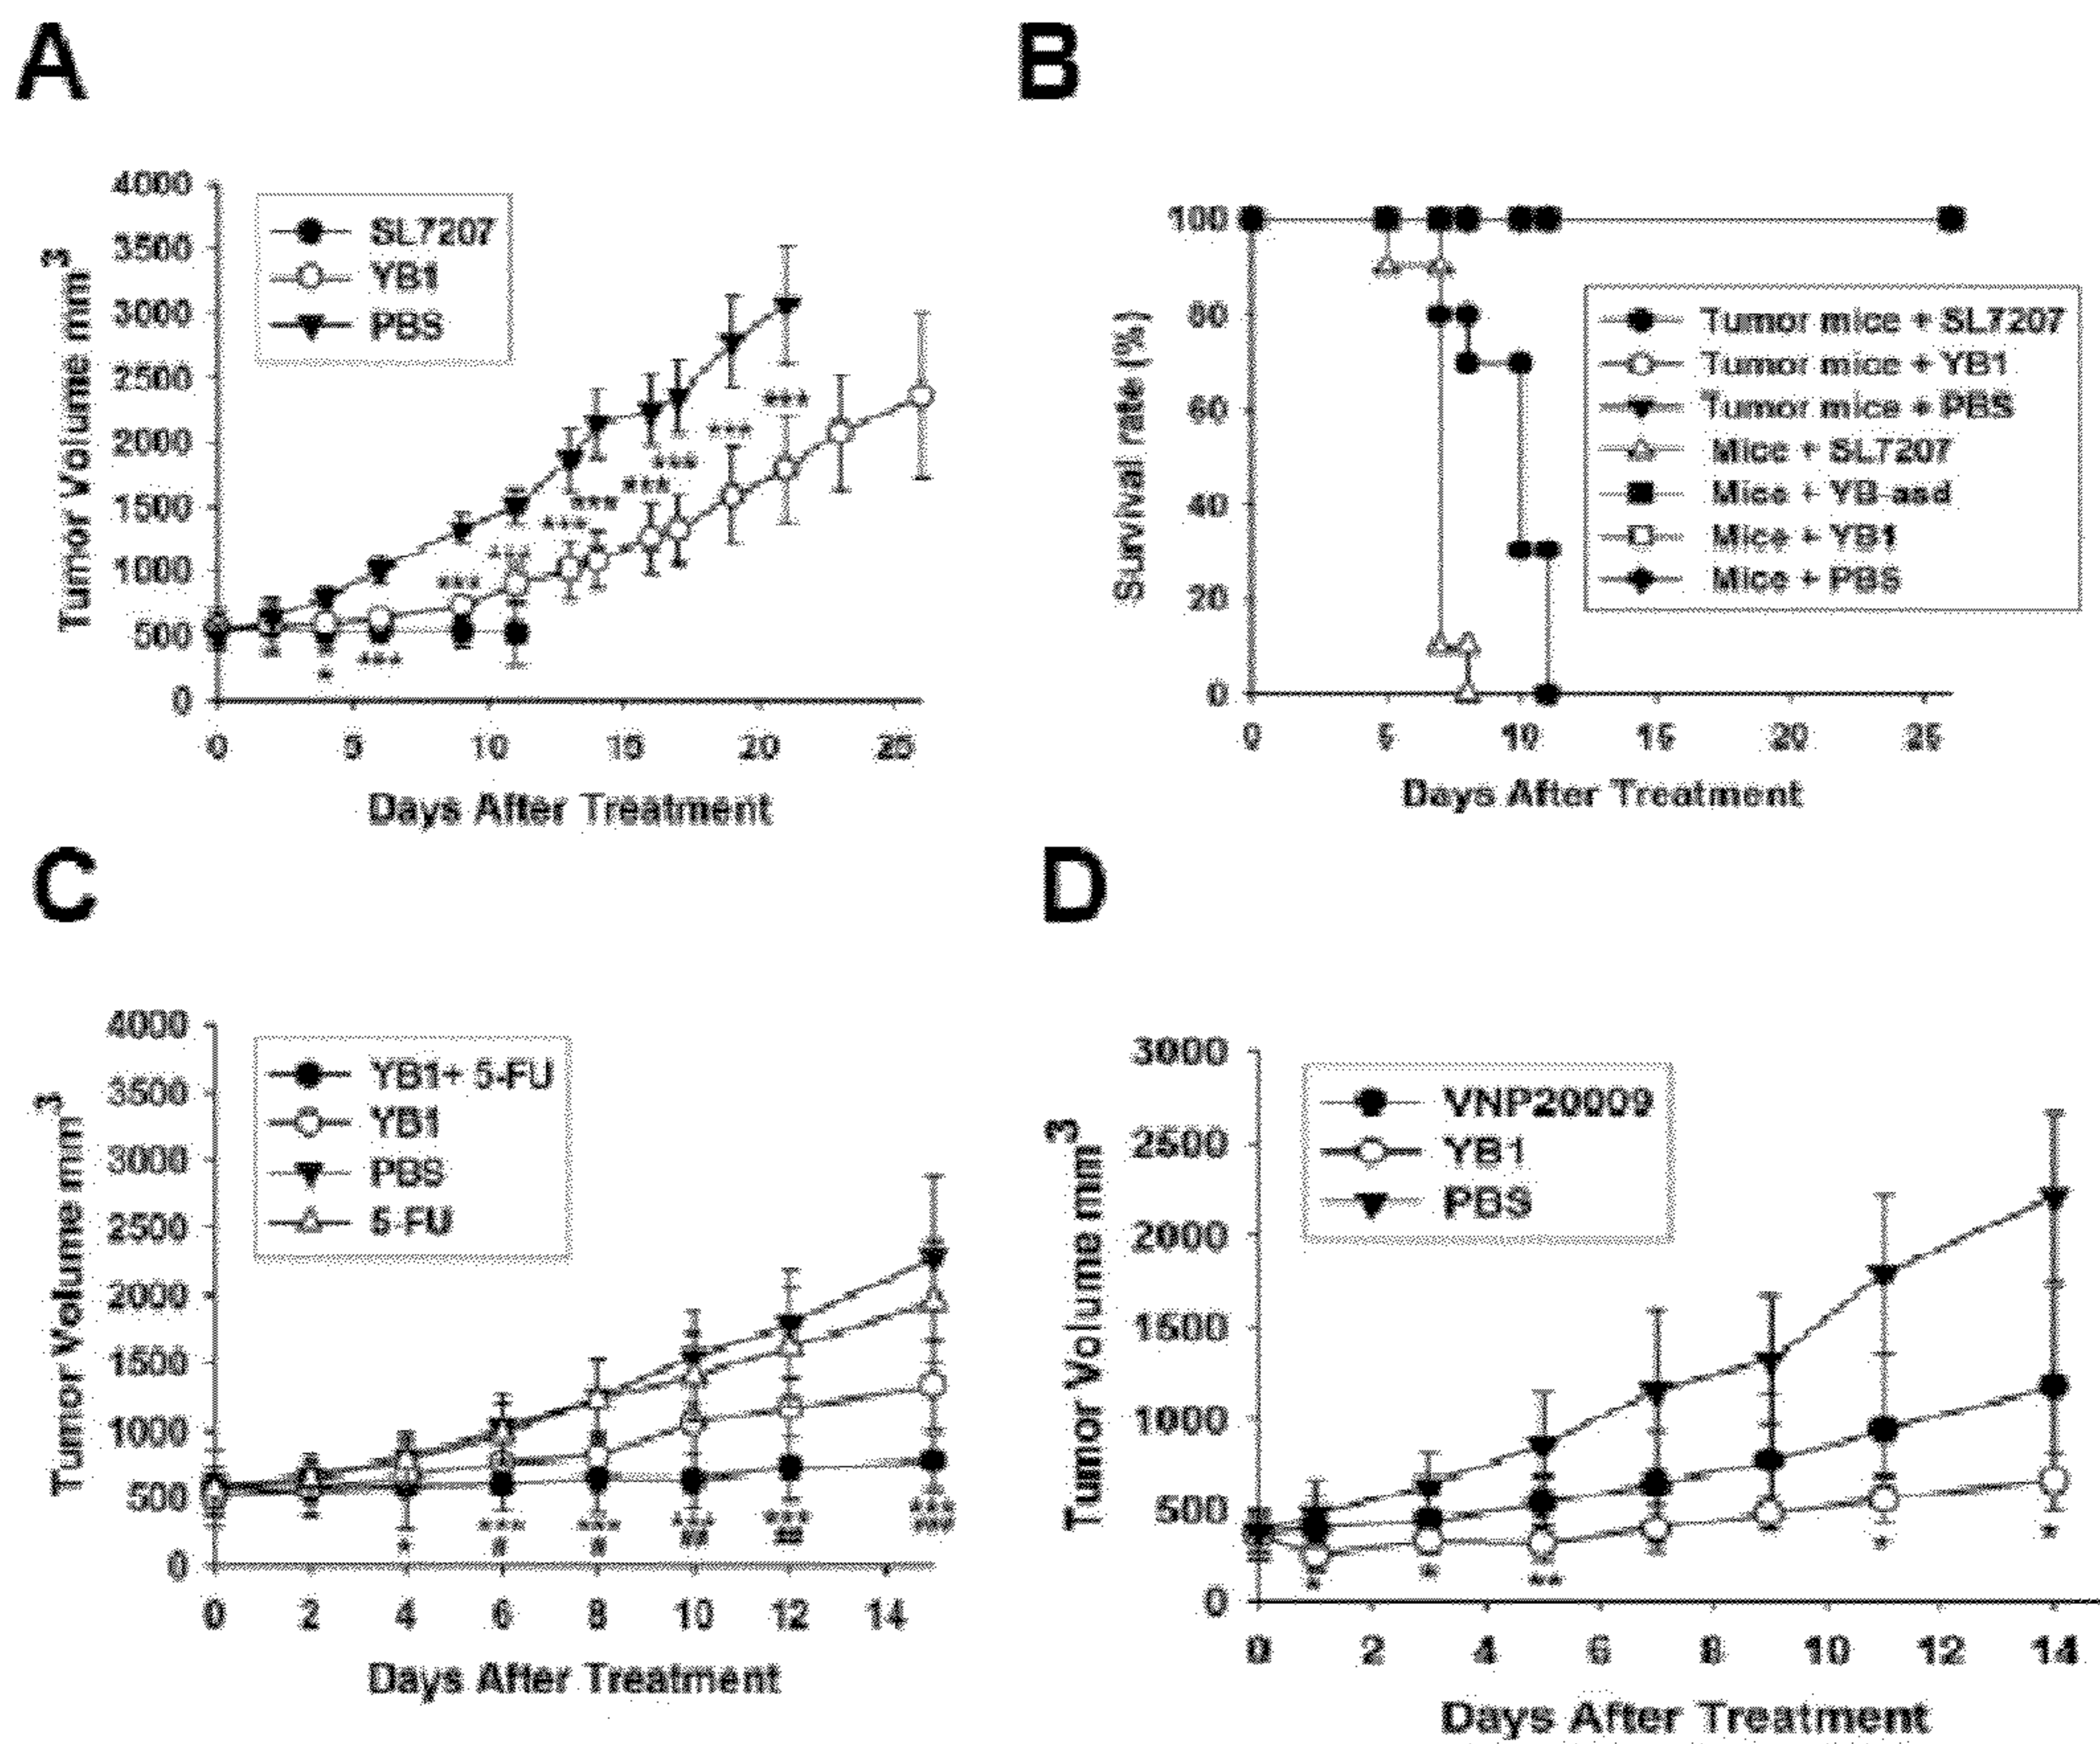 A
Tumor Volume mm3
4000
3500
3000
2500
2000
1500
1000
500
0
SL7207
YB1
PBS
***
***
***
***
***
***
***
***
*
***
0 5 10 15 20 25
Days After Treatment
B
Survival rate (%)
100
80
60
40
20
0
Tumor mice + SL7207
Tumor mice + YB1
Tumor mice + PBS
Mice + SL7207
Mice + YB-asd
Mice + YB1
Mice + PBS
0 5 10 15 20 25
Days After Treatment
C
Tumor Volume mm3
4000
3500
3000
2500
2000
1500
1000
500
0
YB1+ 5-FU
YB1
PBS
5-FU
* *** *** *** *** ***
# # ## ## ###
0 2 4 6 8 10 12 14
Days After Treatment
D
Tumor Volume mm3
3000
2500
2000
1500
1000
500
0
VNP20009
YB1
PBS
* * ** * *
0 2 4 6 8 10 12 14
Days After Treatment